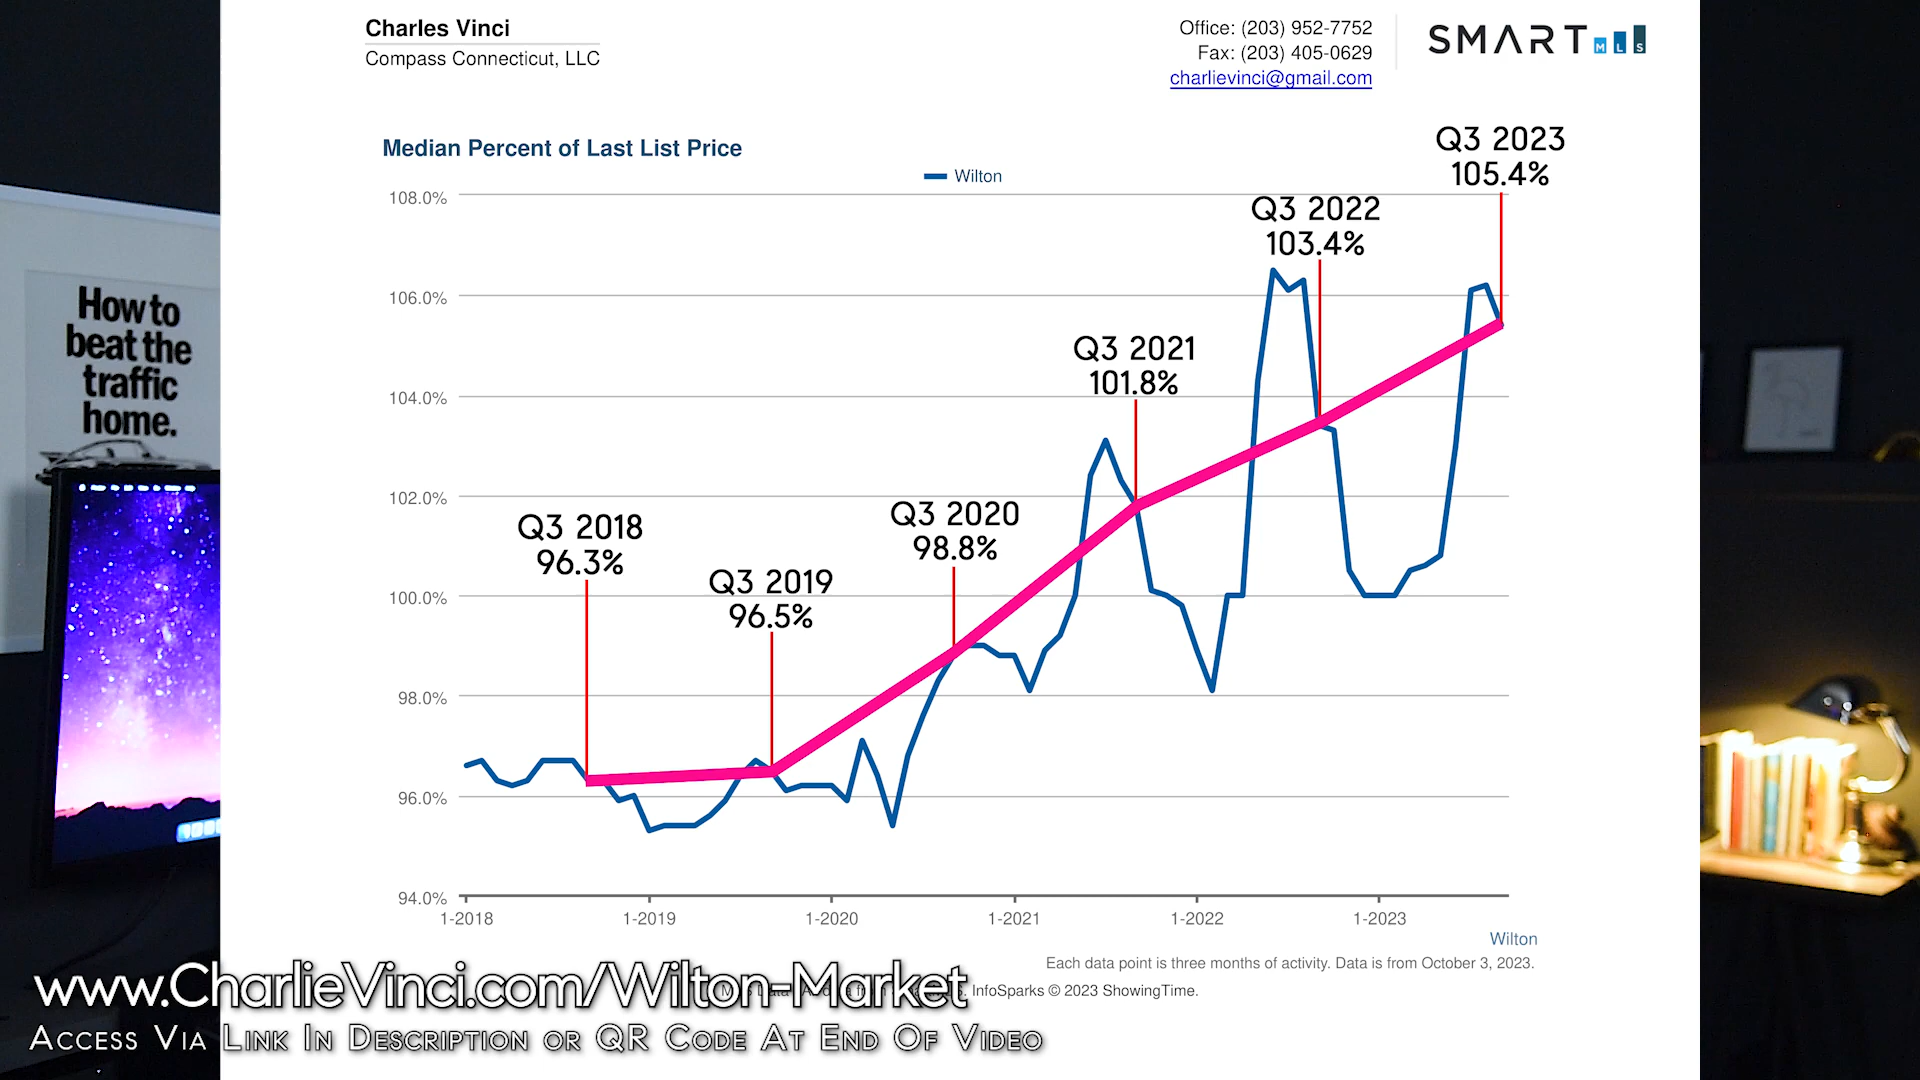 Charles Vinci
Compass Connecticut, LLC
Office: (203) 952-7752
Fax: (203) 405-0629
charlievinci@gmail.com
SMART MLS
Median Percent of Last List Price
Wilton
108.0%
106.0%
104.0%
102.0%
100.0%
98.0%
96.0%
94.0%
Q3 2018
96.3%
Q3 2019
96.5%
Q3 2020
98.8%
Q3 2021
101.8%
Q3 2022
103.4%
Q3 2023
105.4%
1-2018 1-2019 1-2020 1-2021 1-2022 1-2023
Wilton
Each data point is three months of activity. Data is from October 3, 2023.
InfoSparks © 2023 ShowingTime.
How to
beat the
traffic
home.
www.CharlieVinci.com/Wilton-Market
Access Via Link In Description or QR Code At End Of Video